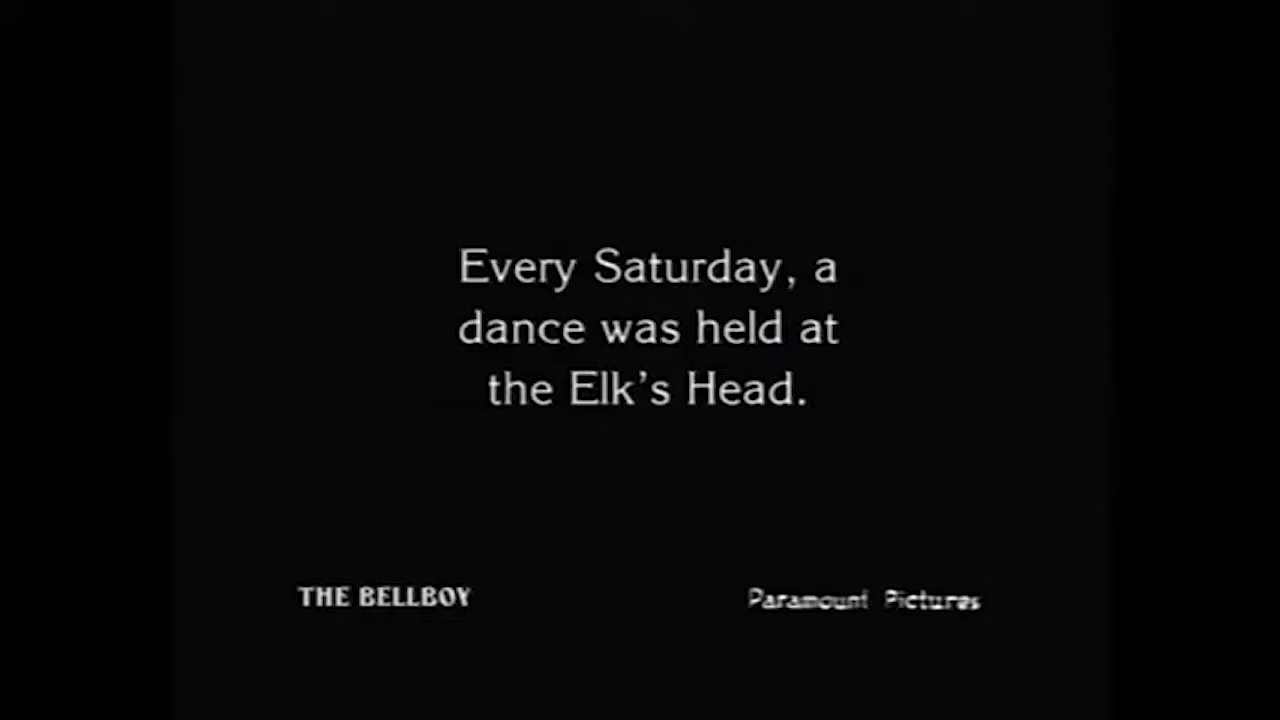 Every Saturday, a
dance was held at
the Elk's Head.
THE BELLBOY
Paramount Pictures